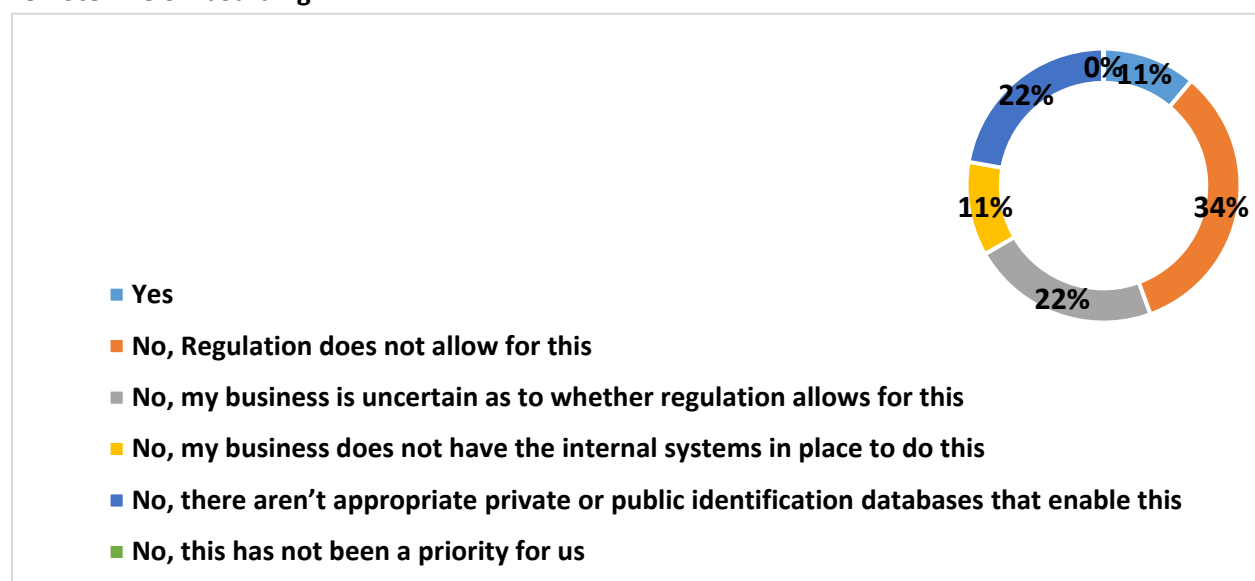 0%
11%
22%
34%
11%
22%
Yes
No, Regulation does not allow for this
No, my business is uncertain as to whether regulation allows for this
No, my business does not have the internal systems in place to do this
No, there aren’t appropriate private or public identification databases that enable this
No, this has not been a priority for us